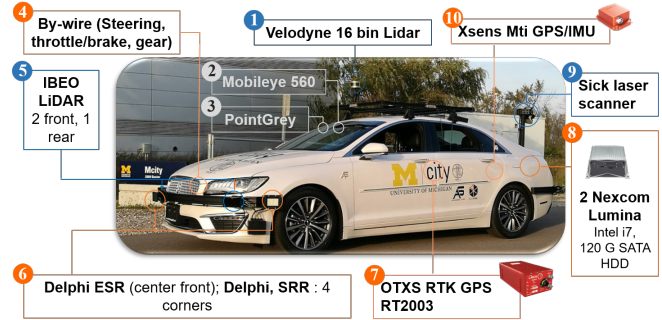 4
By-wire (Steering,
throttle/brake, gear)
1
Velodyne 16 bin Lidar
10
Xsens Mti GPS/IMU
5
IBEO
LiDAR
2 front, 1
rear
2
Mobileye 560
3
PointGrey
9
Sick laser
scanner
8
2 Nexcom
Lumina
Intel i7,
120 G SATA
HDD
M
Mcity
M
city
UNIVERSITY OF MICHIGAN
6
Delphi ESR (center front); Delphi, SRR : 4
corners
7
OTXS RTK GPS
RT2003